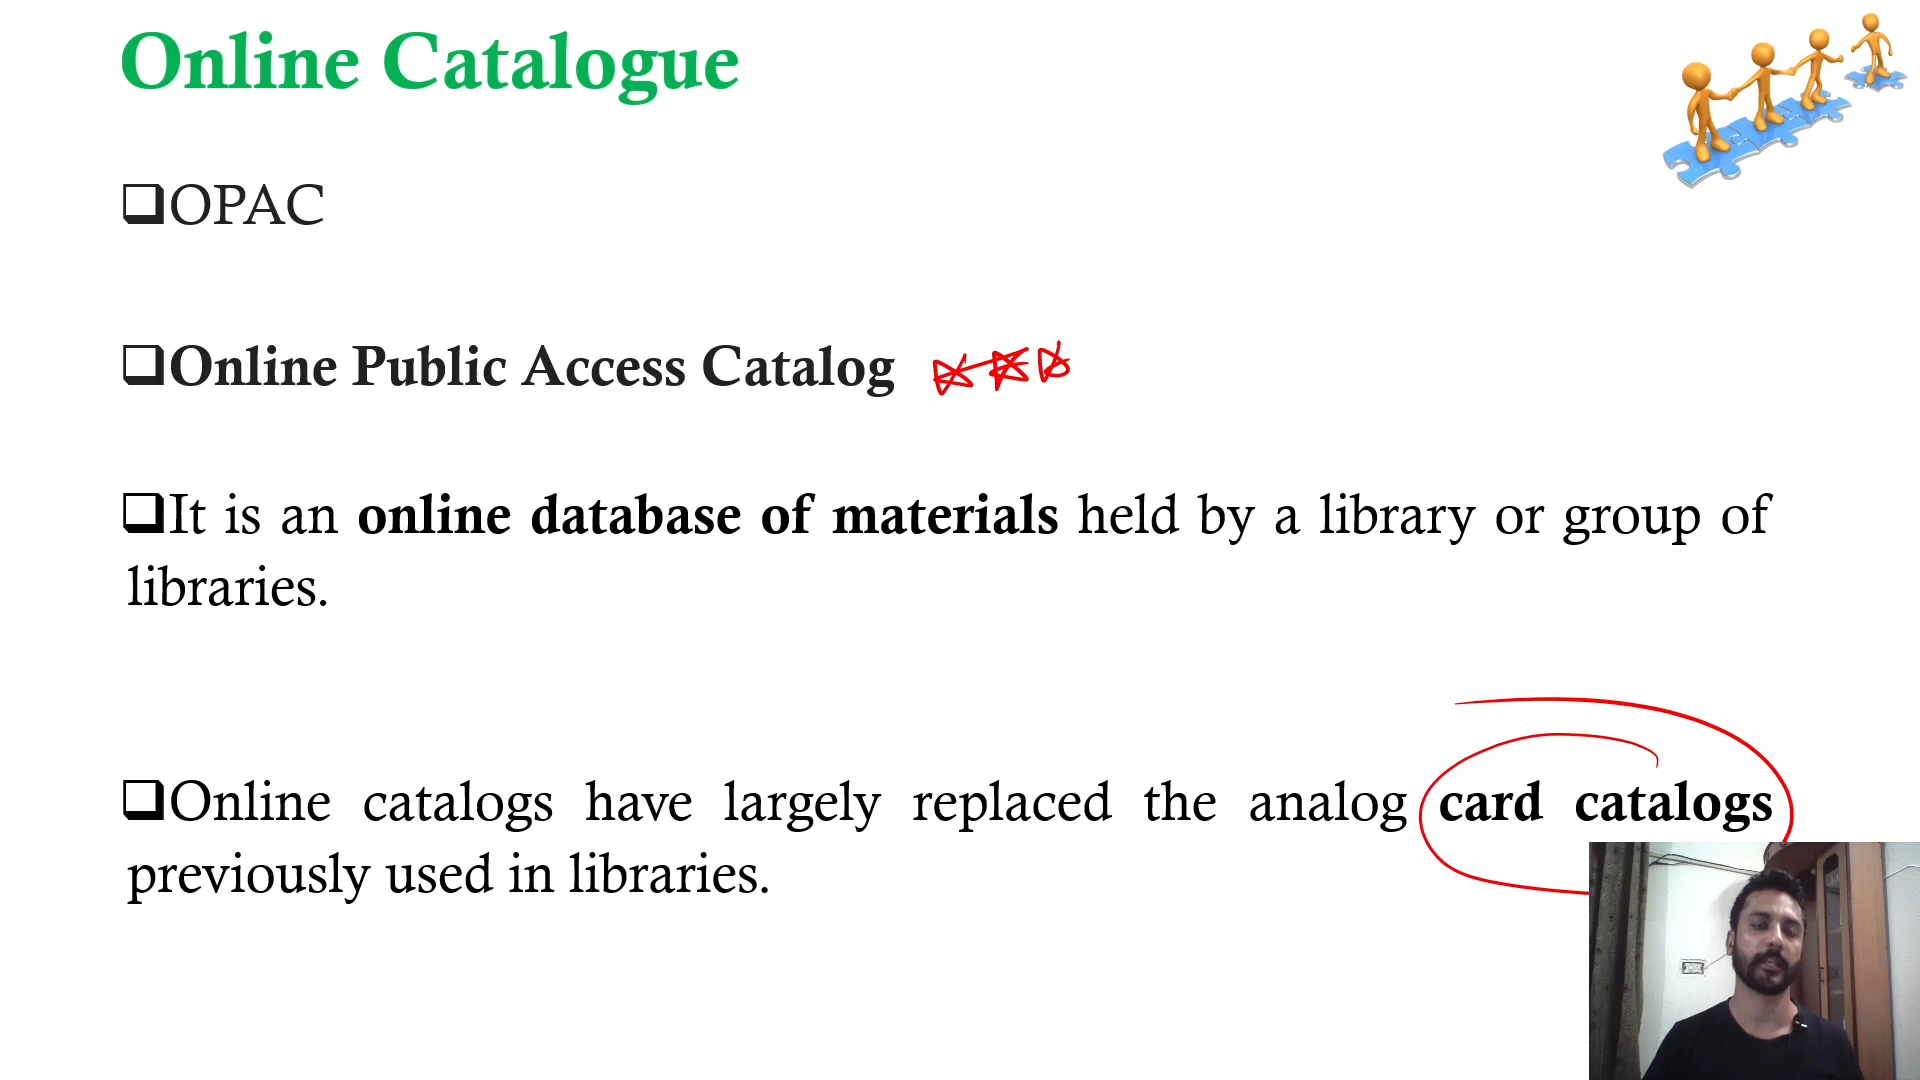 Online Catalogue
❑OPAC
❑Online Public Access Catalog
❑It is an online database of materials held by a library or group of
libraries.
❑Online catalogs have largely replaced the analog card catalogs
previously used in libraries.